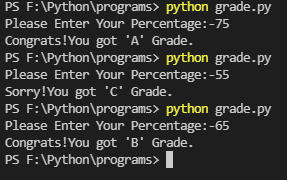 PS F:\Python\programs> python grade.py
Please Enter Your Percentage:-75
Congrats!You got 'A' Grade.
PS F:\Python\programs> python grade.py
Please Enter Your Percentage:-55
Sorry!You got 'C' Grade.
PS F:\Python\programs> python grade.py
Please Enter Your Percentage:-65
Congrats!You got 'B' Grade.
PS F:\Python\programs>